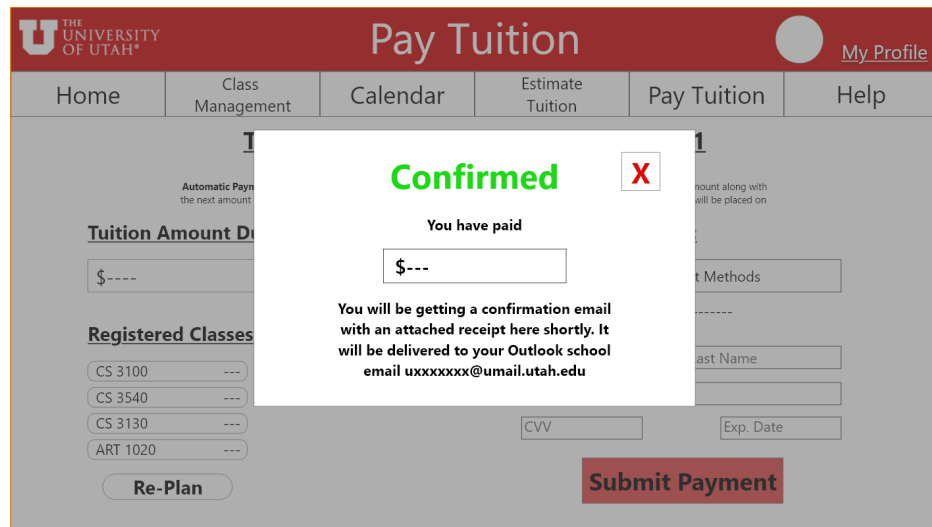 THE
UNIVERSITY
OF UTAH®
Pay Tuition
My Profile
Home
Class
Management
Calendar
Estimate
Tuition
Pay Tuition
Help
T
1
Automatic Paym
the next amount
mount along with
will be placed on
Tuition Amount Du
$----
t Methods
--------
Registered Classes
CS 3100 ---
CS 3540 ---
CS 3130 ---
ART 1020 ---
Re-Plan
Last Name
CVV
Exp. Date
Submit Payment
Confirmed
X
You have paid
$---
You will be getting a confirmation email
with an attached receipt here shortly. It
will be delivered to your Outlook school
email uxxxxxxx@umail.utah.edu